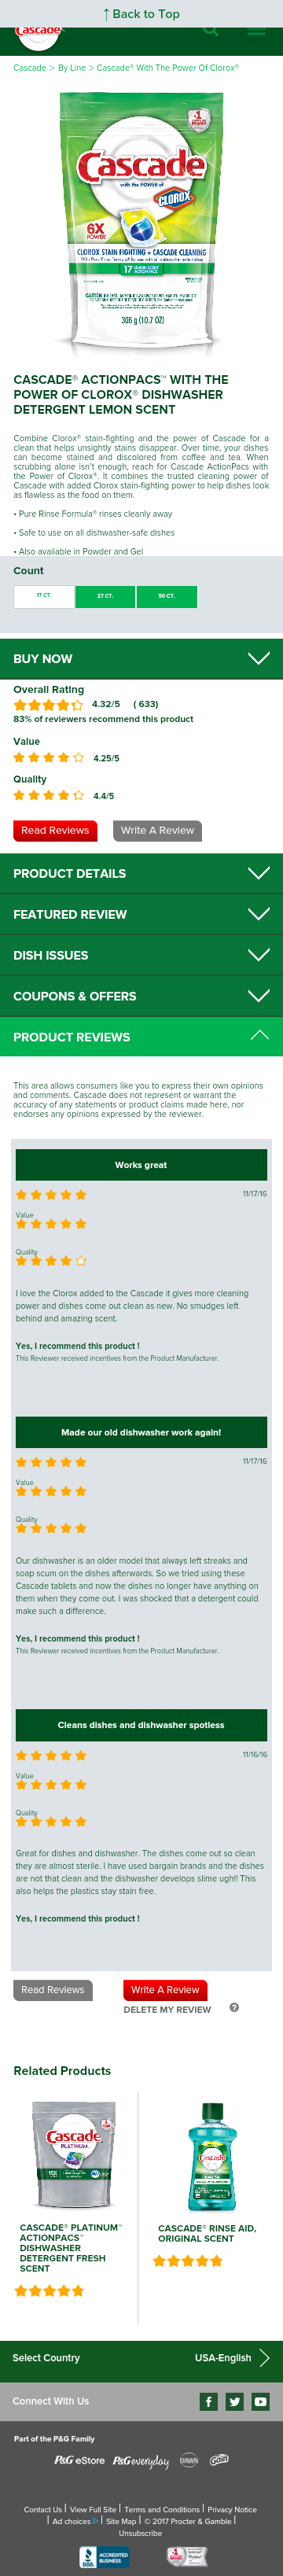 ↑ Back to Top
Cascade
Cascade > By Line > Cascade® With The Power Of Clorox®
#1 BRAND
Cascade
with the POWER of
CLOROX
6X POWER
CLOROX STAIN FIGHTING + CASCADE CLEANING
17 LEMON SCENT ACTIONPACS
306 g (10.7 OZ)
CASCADE® ACTIONPACS™ WITH THE
POWER OF CLOROX® DISHWASHER
DETERGENT LEMON SCENT
Combine Clorox® stain-fighting and the power of Cascade for a
clean that helps unsightly stains disappear. Over time, your dishes
can become stained and discolored from coffee and tea. When
scrubbing alone isn't enough, reach for Cascade ActionPacs with
the Power of Clorox®. It combines the trusted cleaning power of
Cascade with added Clorox stain-fighting power to help dishes look
as flawless as the food on them.
• Pure Rinse Formula® rinses cleanly away
• Safe to use on all dishwasher-safe dishes
• Also available in Powder and Gel
Count
17 CT. 27 CT. 50 CT.
BUY NOW
Overall Rating
4.32/5 ( 633)
83% of reviewers recommend this product
Value
4.25/5
Quality
4.4/5
Read Reviews Write A Review
PRODUCT DETAILS
FEATURED REVIEW
DISH ISSUES
COUPONS & OFFERS
PRODUCT REVIEWS
This area allows consumers like you to express their own opinions
and comments. Cascade does not represent or warrant the
accuracy of any statements or product claims made here, nor
endorses any opinions expressed by the reviewer.
Works great
11/17/16
Value
Quality
I love the Clorox added to the Cascade it gives more cleaning
power and dishes come out clean as new. No smudges left
behind and amazing scent.
Yes, I recommend this product !
This Reviewer received incentives from the Product Manufacturer.
Made our old dishwasher work again!
11/17/16
Value
Quality
Our dishwasher is an older model that always left streaks and
soap scum on the dishes afterwards. So we tried using these
Cascade tablets and now the dishes no longer have anything on
them when they come out. I was shocked that a detergent could
make such a difference.
Yes, I recommend this product !
This Reviewer received incentives from the Product Manufacturer.
Cleans dishes and dishwasher spotless
11/16/16
Value
Quality
Great for dishes and dishwasher. The dishes come out so clean
they are almost sterile. I have used bargain brands and the dishes
are not that clean and the dishwasher develops slime ugh!! This
also helps the plastics stay stain free.
Yes, I recommend this product !
Read Reviews Write A Review
DELETE MY REVIEW ?
Related Products
Cascade
PLATINUM
Cascade
CASCADE® PLATINUM™
ACTIONPACS™
DISHWASHER
DETERGENT FRESH
SCENT
CASCADE® RINSE AID,
ORIGINAL SCENT
Select Country USA-English
Connect With Us
Part of the P&G Family
P&G eStore P&G everyday DAWN Gain
Contact Us | View Full Site | Terms and Conditions | Privacy Notice
| Ad choices | Site Map | © 2017 Procter & Gamble |
Unsubscribe
BBB ACCREDITED BUSINESS